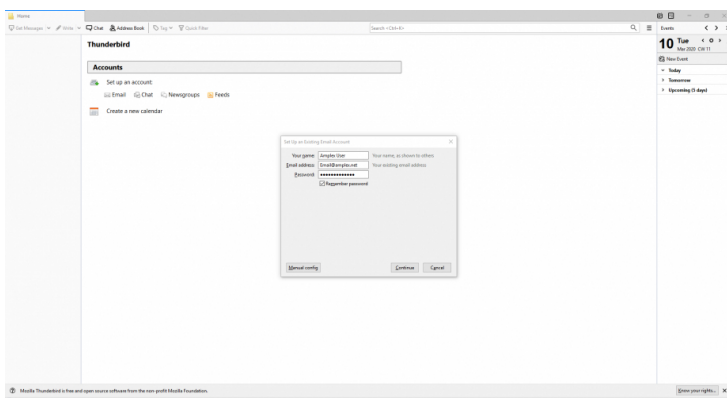 Home
Get Messages Write Chat Address Book Tag Quick Filter Search <Ctrl+K>
Events
Thunderbird
10 Tue
Mar 2020 CW 11
New Event
Today
Tomorrow
Upcoming (5 days)
Accounts
Set up an account:
Email Chat Newsgroups Feeds
Create a new calendar
Set Up an Existing Email Account
Your name: Amplex User Your name, as shown to others
Email address: Email@amplex.net Your existing email address
Password:
Remember password
Manual config Continue Cancel
Mozilla Thunderbird is free and open source software from the non-profit Mozilla Foundation.
Know your rights...